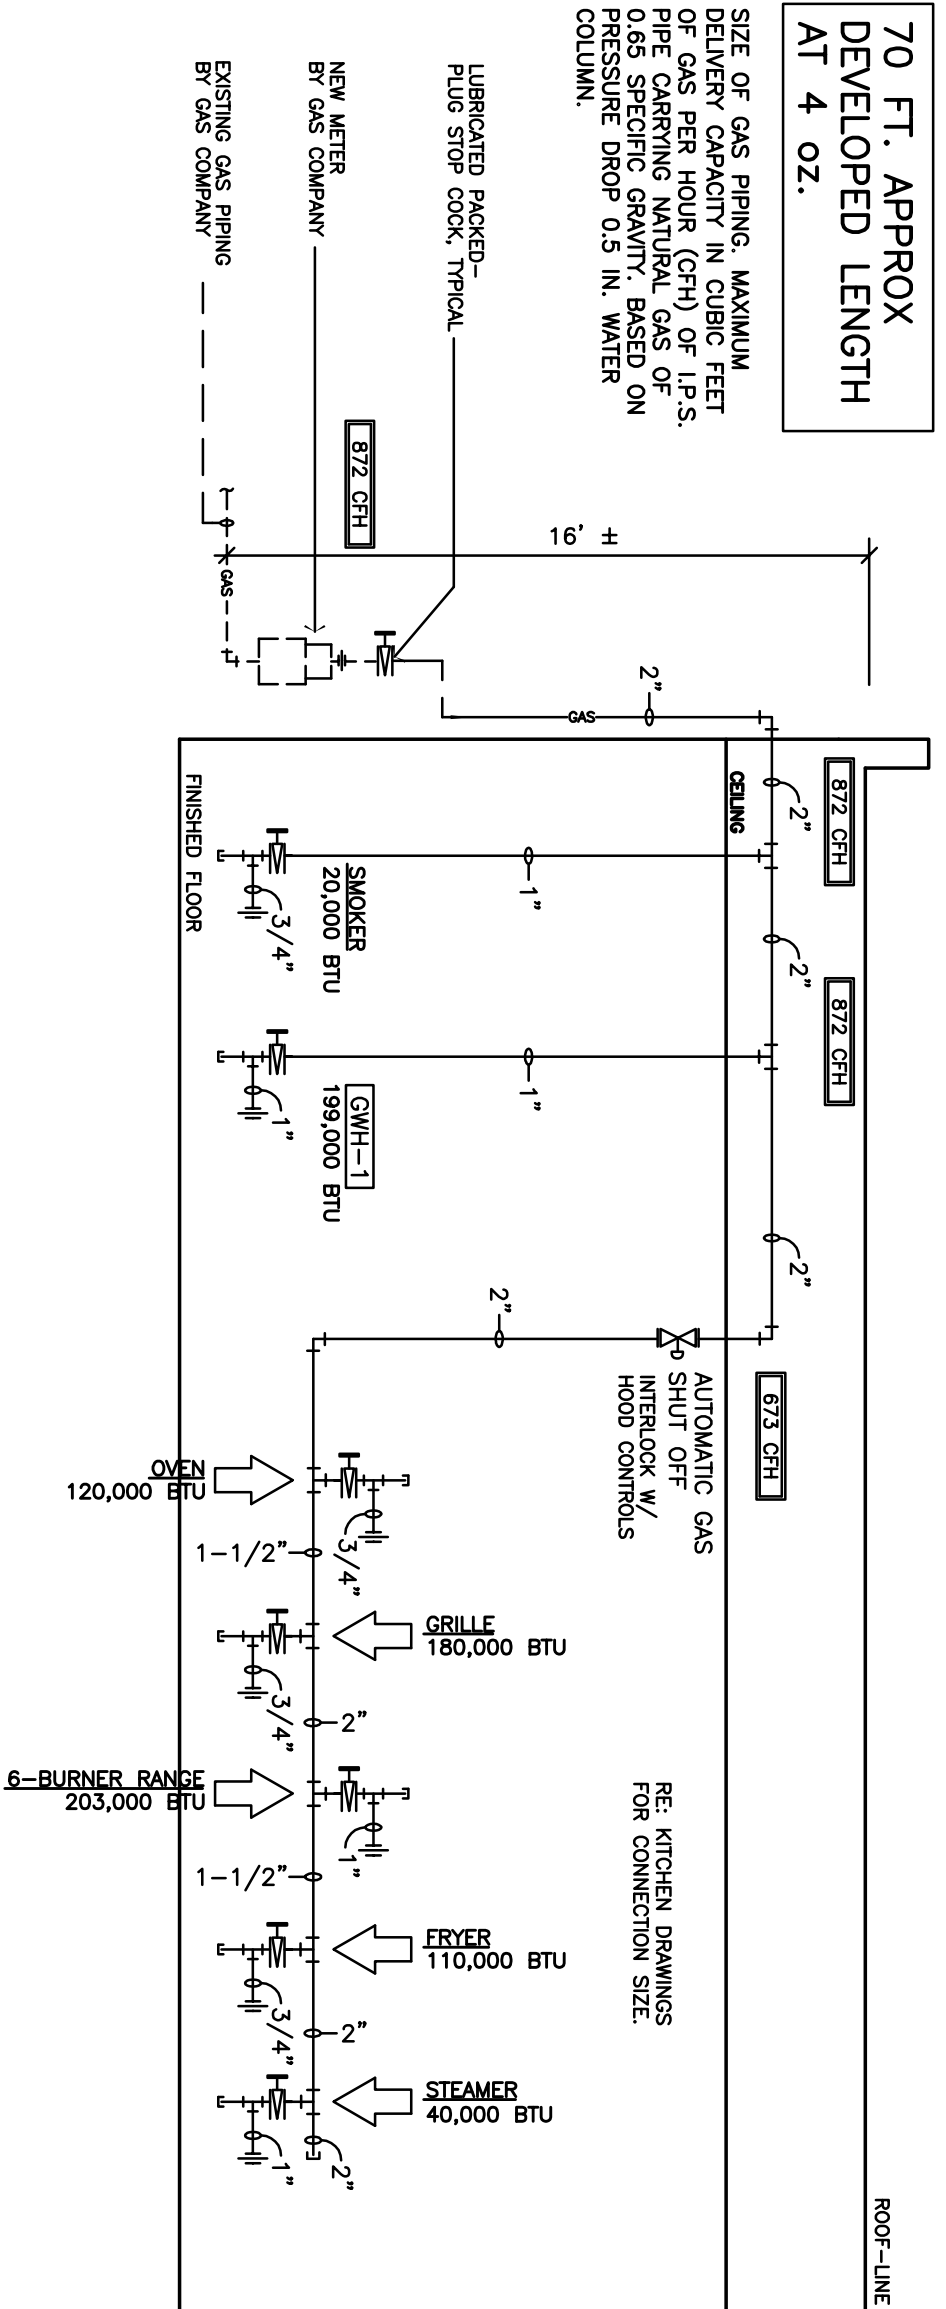 70 FT. APPROX
DEVELOPED LENGTH
AT 4 oz.
SIZE OF GAS PIPING. MAXIMUM
DELIVERY CAPACITY IN CUBIC FEET
OF GAS PER HOUR (CFH) OF I.P.S.
PIPE CARRYING NATURAL GAS OF
0.65 SPECIFIC GRAVITY. BASED ON
PRESSURE DROP 0.5 IN. WATER
COLUMN.
LUBRICATED PACKED-
PLUG STOP COCK, TYPICAL
NEW METER
BY GAS COMPANY
EXISTING GAS PIPING
BY GAS COMPANY
872 CFH
16' ±
GAS
2"
GAS
872 CFH
2"
CEILING
2"
872 CFH
1"
SMOKER
20,000 BTU
3/4"
FINISHED FLOOR
1"
GWH-1
199,000 BTU
1"
2"
2"
673 CFH
AUTOMATIC GAS
SHUT OFF
INTERLOCK W/
HOOD CONTROLS
OVEN
120,000 BTU
3/4"
1-1/2"
GRILLE
180,000 BTU
3/4"
2"
6-BURNER RANGE
203,000 BTU
1"
1-1/2"
RE: KITCHEN DRAWINGS
FOR CONNECTION SIZE.
FRYER
110,000 BTU
3/4"
2"
STEAMER
40,000 BTU
1"
2"
ROOF-LINE